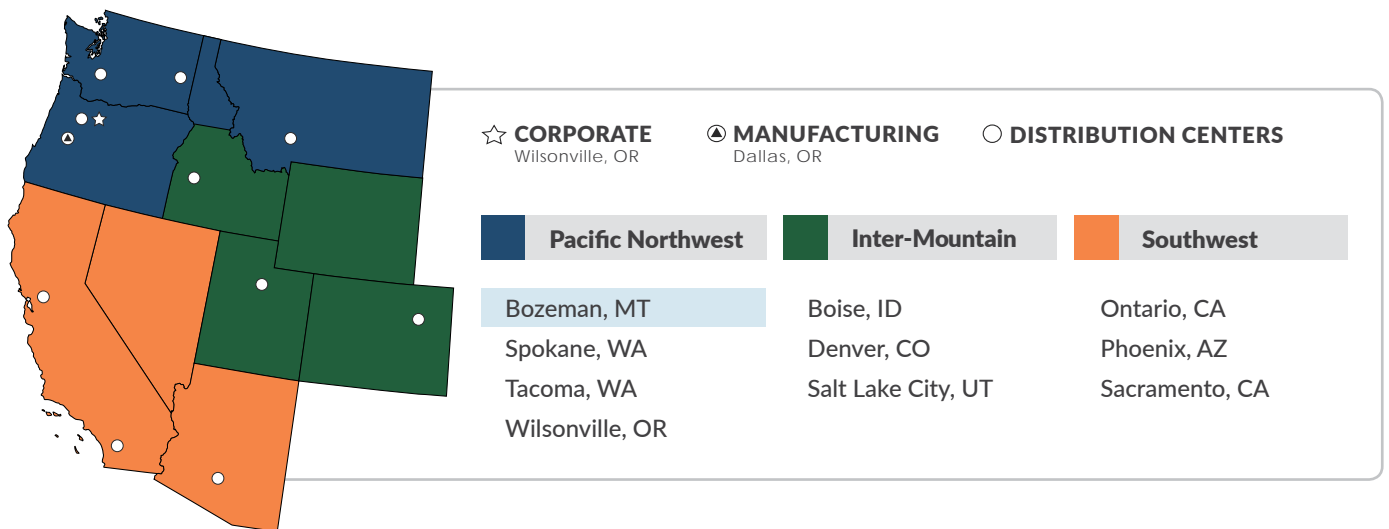 CORPORATE
Wilsonville, OR
MANUFACTURING
Dallas, OR
DISTRIBUTION CENTERS
Pacific Northwest
Bozeman, MT
Spokane, WA
Tacoma, WA
Wilsonville, OR
Inter-Mountain
Boise, ID
Denver, CO
Salt Lake City, UT
Southwest
Ontario, CA
Phoenix, AZ
Sacramento, CA